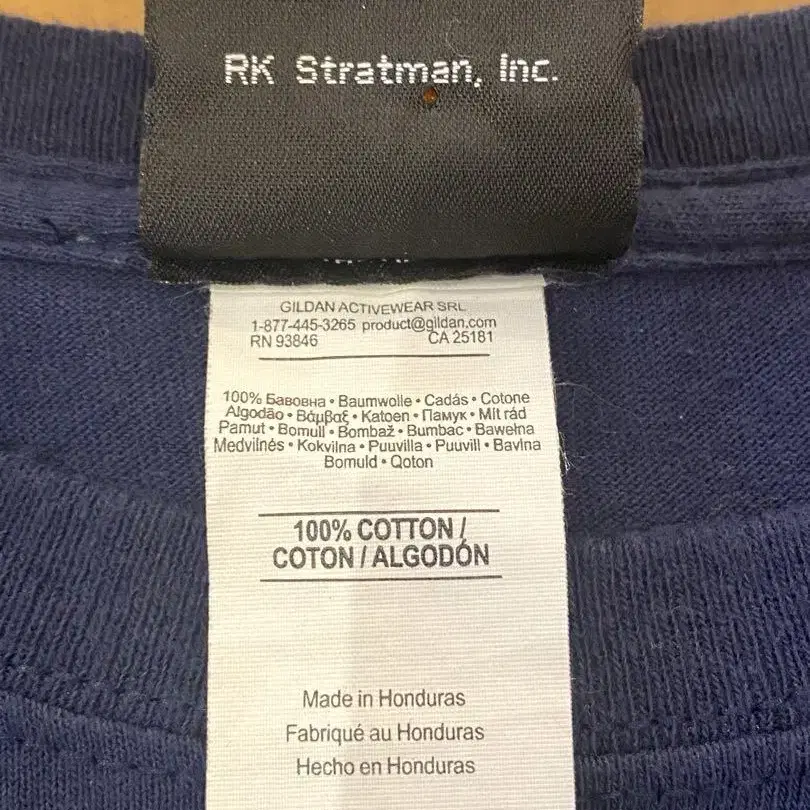 RK Stratman, Inc.
GILDAN ACTIVEWEAR SRL
1-877-445-3265 product@gildan.com
RN 93846 CA 25181
100% Бавовна • Baumwolle • Cadás • Cotone
Algodão • Βάμβαξ • Katoen • Памук • Mit rád
Pamut • Bomull • Bombaž • Bumbac • Bawełna
Medvilnės • Kokvilna • Puuvilla • Puuvill • Bavlna
Bomuld • Qoton
100% COTTON /
COTON / ALGODÓN
Made in Honduras
Fabriqué au Honduras
Hecho en Honduras